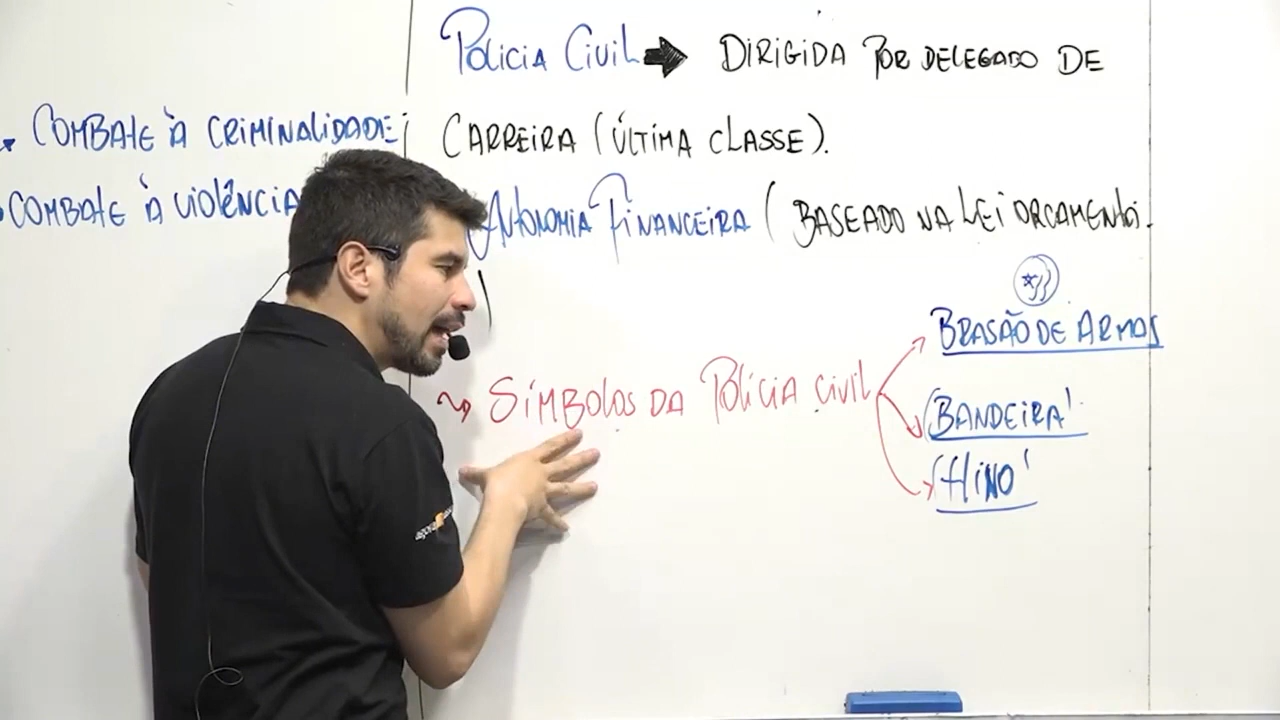 Combate à criminalidade
Combate à violência
Polícia Civil ➡ Dirigida por delegado de
Carreira (última classe).
Autonomia Financeira (Baseado na Lei Orçament.
Símbolos da Polícia Civil
Brasão de Armas
Bandeira
Hino